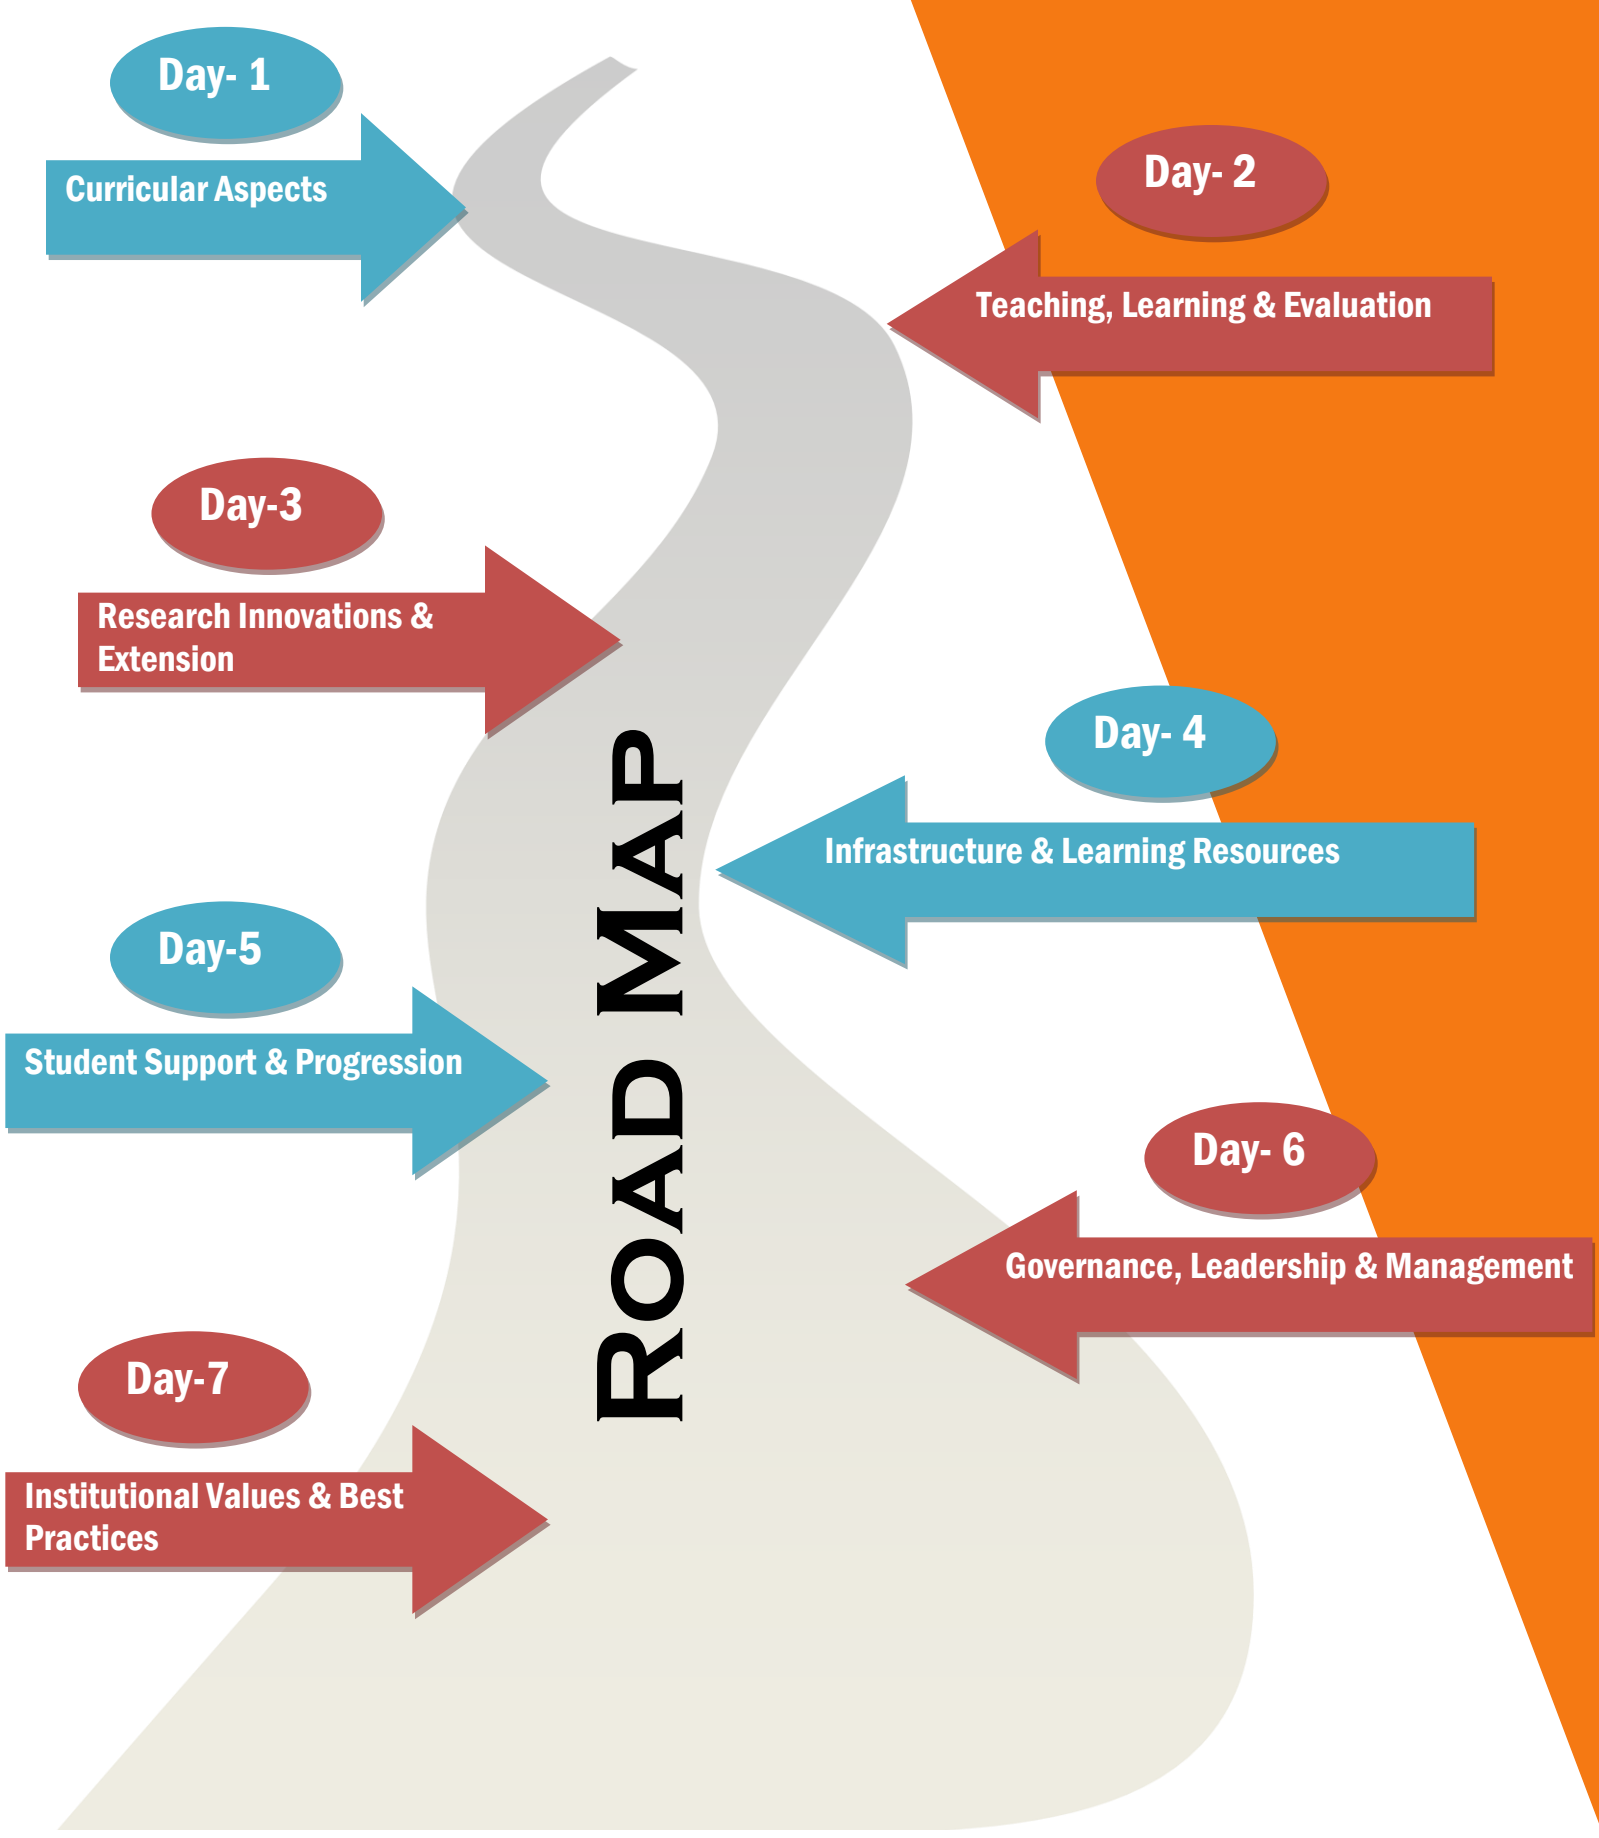 Day- 1
Curricular Aspects
Day- 2
Teaching, Learning & Evaluation
Day-3
Research Innovations &
Extension
Day- 4
Infrastructure & Learning Resources
Day-5
Student Support & Progression
Day- 6
Governance, Leadership & Management
Day-7
Institutional Values & Best
Practices
ROAD MAP